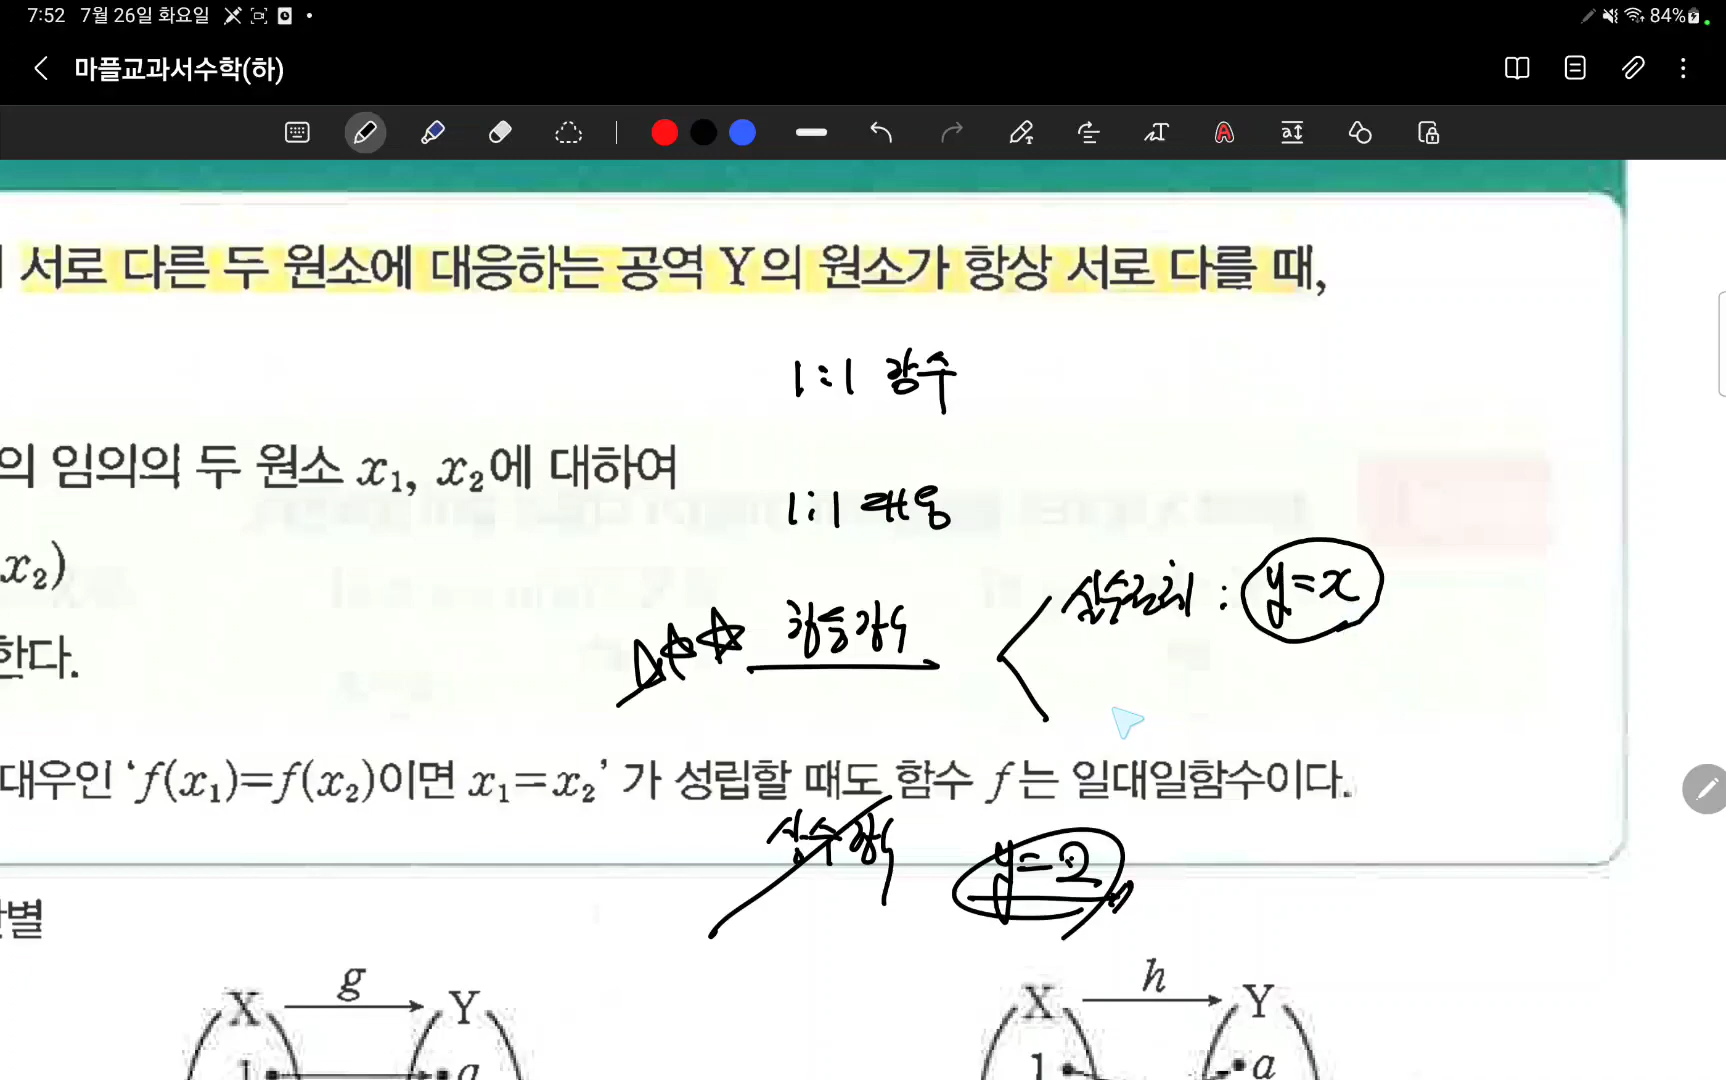 7:52 7월 26일 화요일
84%
마플교과서수학(하)
서로 다른 두 원소에 대응하는 공역 Y의 원소가 항상 서로 다를 때,
1:1 함수
의 임의의 두 원소 x₁, x₂에 대하여
1:1 대응
x₂)
실수전체 : y=x
☆☆☆ 항등함수
한다.
대우인 ‘f(x₁)=f(x₂)이면 x₁=x₂’가 성립할 때도 함수 f는 일대일함수이다.
상수함수 y=2
판별
g
X Y
1 a
h
X Y
1 a